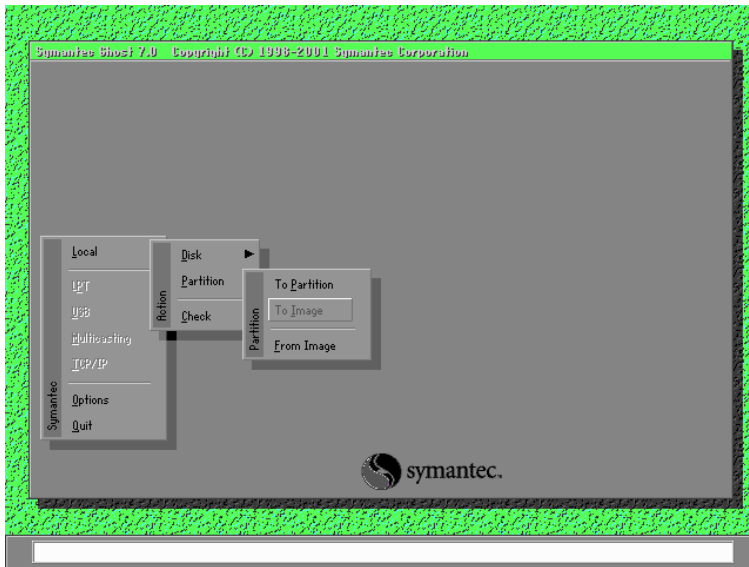 Symantec Ghost 7.0 Copyright (C) 1998-2001 Symantec Corporation
Local
LPT
USB
Multicasting
TCP/IP
Options
Quit
Symantec
Disk
Partition
Check
Action
To Partition
To Image
From Image
Partition
symantec.